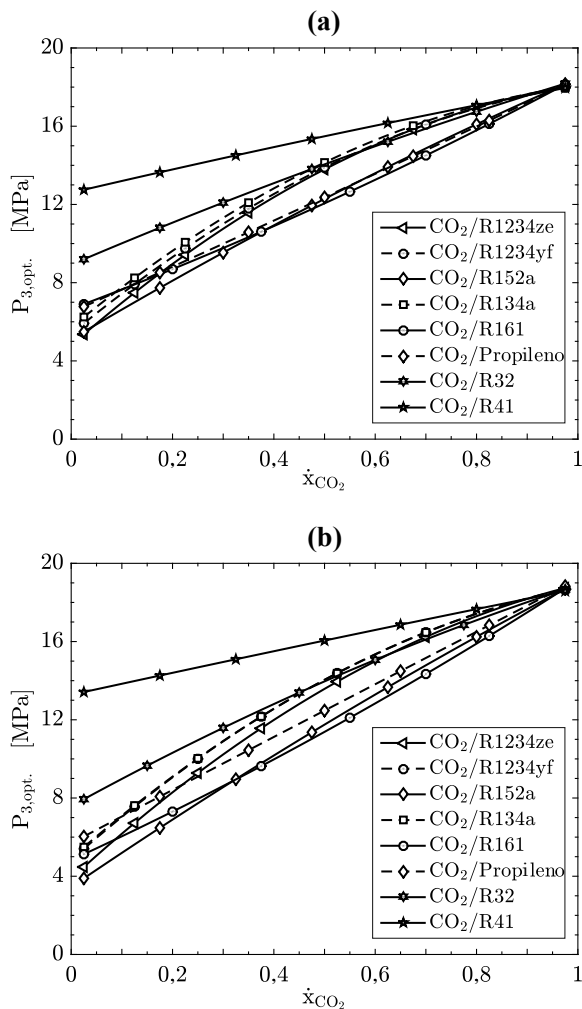 (a)
P3,opt. [MPa]
20
16
12
8
4
0
CO2/R1234ze
CO2/R1234yf
CO2/R152a
CO2/R134a
CO2/R161
CO2/Propileno
CO2/R32
CO2/R41
0 0,2 0,4 0,6 0,8 1
ẋCO2
(b)
P3,opt. [MPa]
20
16
12
8
4
0
CO2/R1234ze
CO2/R1234yf
CO2/R152a
CO2/R134a
CO2/R161
CO2/Propileno
CO2/R32
CO2/R41
0 0,2 0,4 0,6 0,8 1
ẋCO2